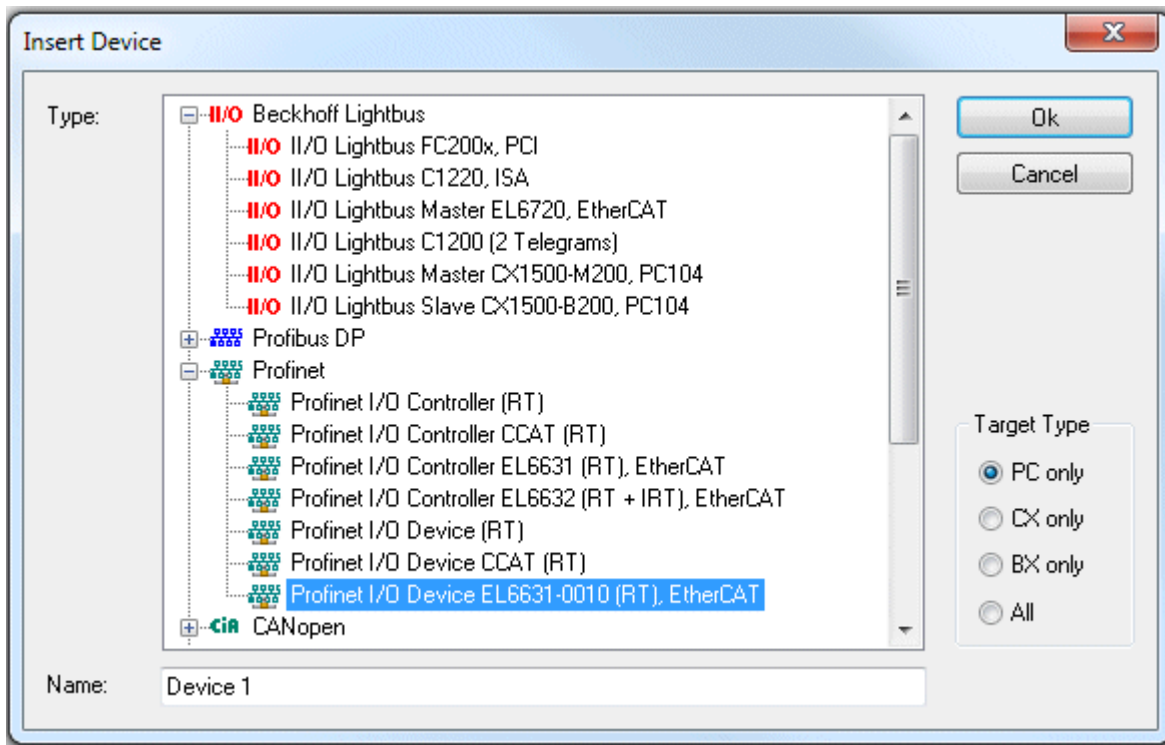 Insert Device
Type:
II/O Beckhoff Lightbus
II/O II/O Lightbus FC200x, PCI
II/O II/O Lightbus C1220, ISA
II/O II/O Lightbus Master EL6720, EtherCAT
II/O II/O Lightbus C1200 (2 Telegrams)
II/O II/O Lightbus Master CX1500-M200, PC104
II/O II/O Lightbus Slave CX1500-B200, PC104
Profibus DP
Profinet
Profinet I/O Controller (RT)
Profinet I/O Controller CCAT (RT)
Profinet I/O Controller EL6631 (RT), EtherCAT
Profinet I/O Controller EL6632 (RT + IRT), EtherCAT
Profinet I/O Device (RT)
Profinet I/O Device CCAT (RT)
Profinet I/O Device EL6631-0010 (RT), EtherCAT
CiA CANopen
Ok
Cancel
Target Type
PC only
CX only
BX only
All
Name:
Device 1